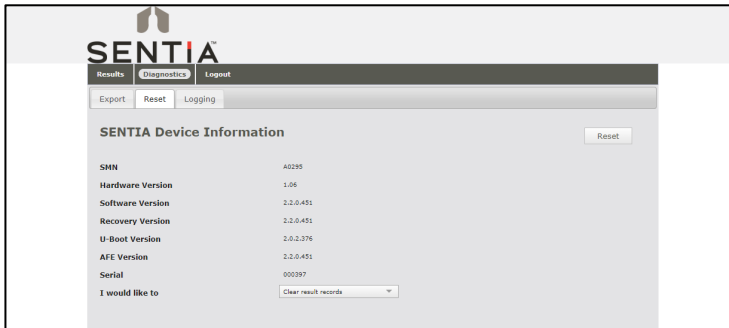 SENTIA™
Results Diagnostics Logout
Export Reset Logging
SENTIA Device Information Reset
SMN A0295
Hardware Version 1.06
Software Version 2.2.0.451
Recovery Version 2.2.0.451
U-Boot Version 2.0.2.376
AFE Version 2.2.0.451
Serial 000397
I would like to Clear result records